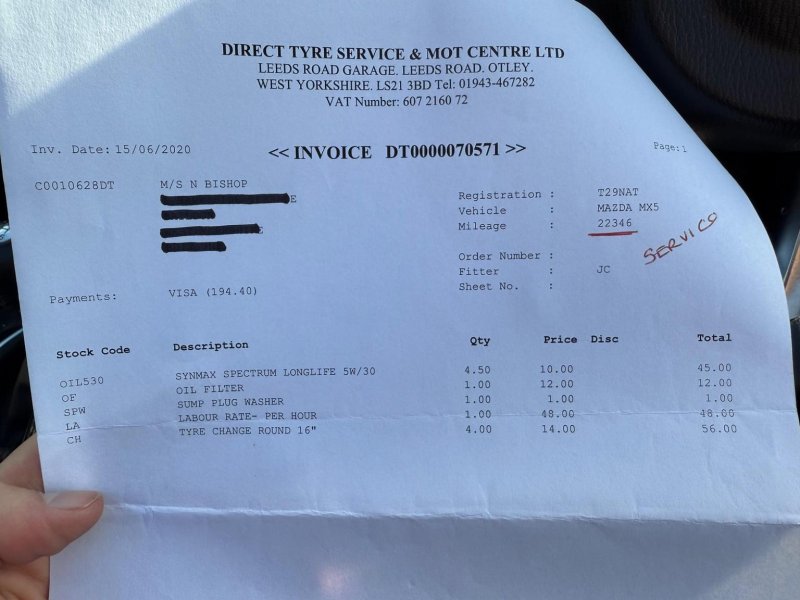 DIRECT TYRE SERVICE & MOT CENTRE LTD
LEEDS ROAD GARAGE. LEEDS ROAD. OTLEY.
WEST YORKSHIRE. LS21 3BD Tel: 01943-467282
VAT Number: 607 2160 72
Inv. Date: 15/06/2020
<< INVOICE DT0000070571 >>
Page: 1
C0010628DT M/S N BISHOP
E
E
Registration : T29NAT
Vehicle : MAZDA MX5
Mileage : 22346
SERVICO
Order Number :
Fitter : JC
Sheet No. :
Payments: VISA (194.40)
Stock Code Description Qty Price Disc Total
OIL530 SYNMAX SPECTRUM LONGLIFE 5W/30 4.50 10.00 45.00
OF OIL FILTER 1.00 12.00 12.00
SPW SUMP PLUG WASHER 1.00 1.00 1.00
LA LABOUR RATE- PER HOUR 1.00 48.00 48.00
CH TYRE CHANGE ROUND 16" 4.00 14.00 56.00